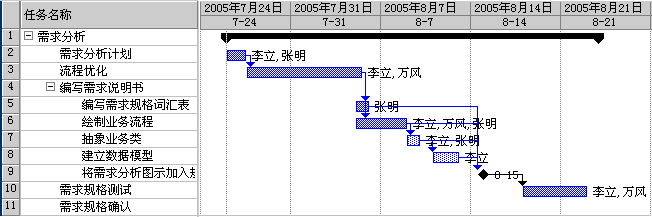 任务名称
2005年7月24日 2005年7月31日 2005年8月7日 2005年8月14日 2005年8月21日
7-24 7-31 8-7 8-14 8-21
1 需求分析
2 需求分析计划 李立,张明
3 流程优化 李立,万风
4 编写需求说明书
5 编写需求规格词汇表 张明
6 绘制业务流程 李立,万风,张明
7 抽象业务类 李立,张明
8 建立数据模型 李立
9 将需求分析图示加入规 8-15
10 需求规格测试 李立,万风
11 需求规格确认